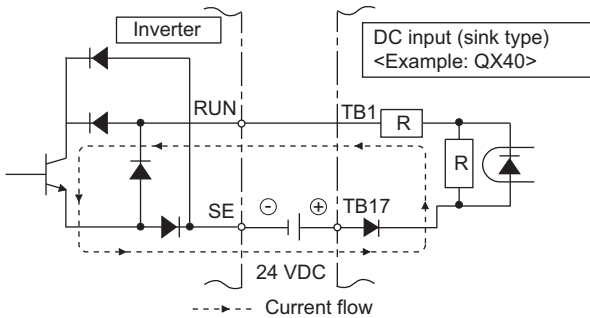 Inverter
DC input (sink type)
<Example: QX40>
RUN
TB1
R
R
SE
⊖
⊕
TB17
24 VDC
Current flow